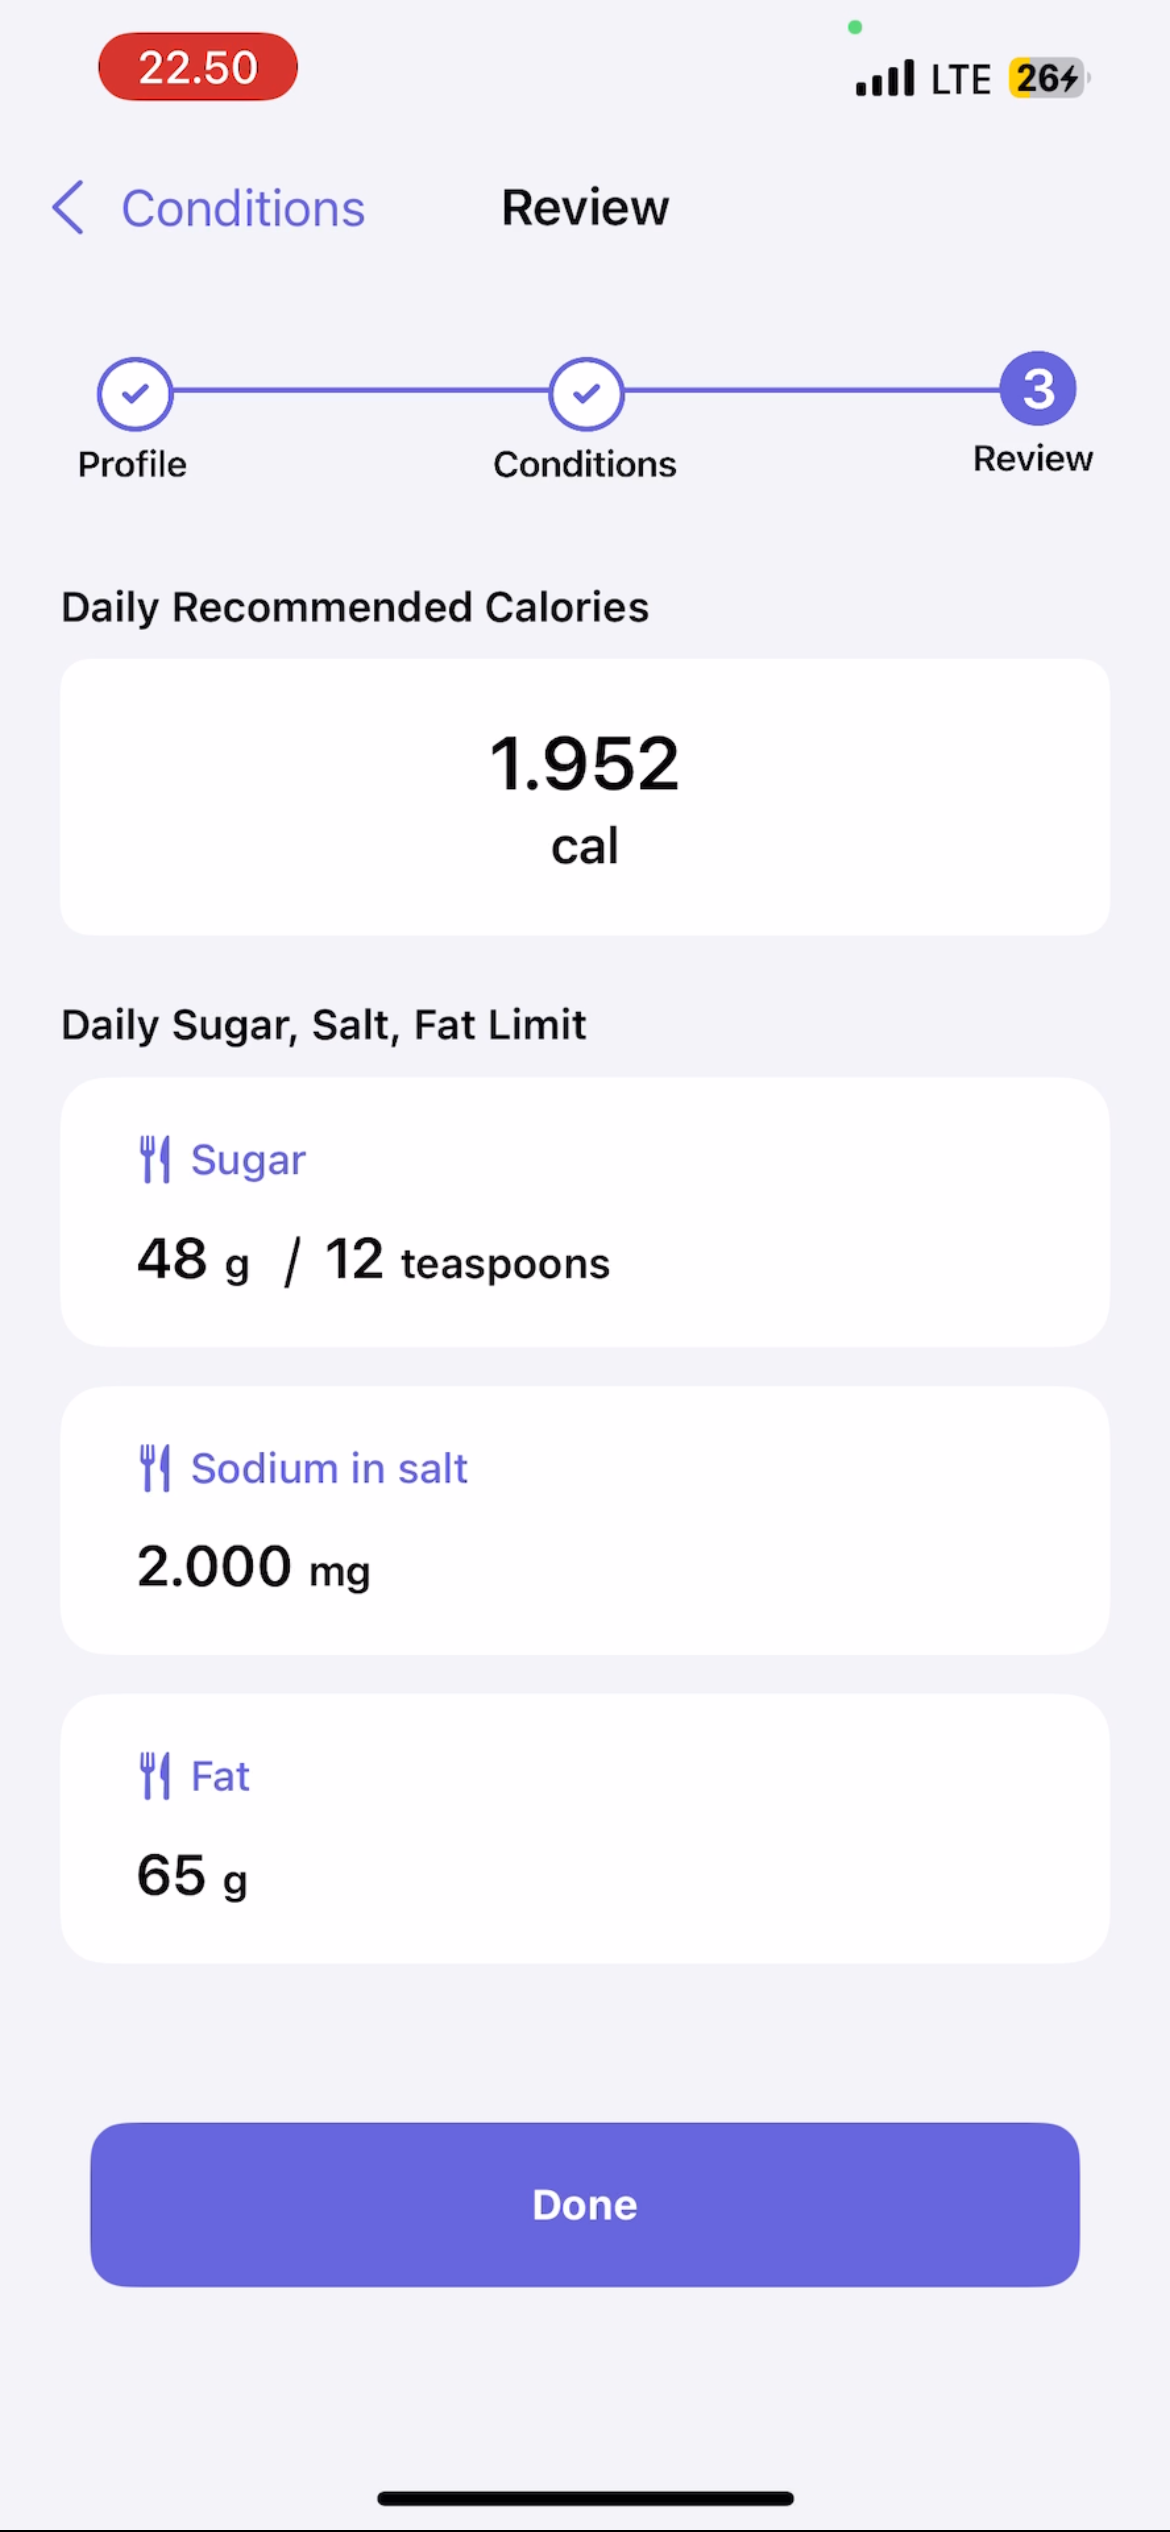 22.50
LTE 26
Conditions
Review
3
Profile
Conditions
Review
Daily Recommended Calories
1.952
cal
Daily Sugar, Salt, Fat Limit
Sugar
48 g / 12 teaspoons
Sodium in salt
2.000 mg
Fat
65 g
Done